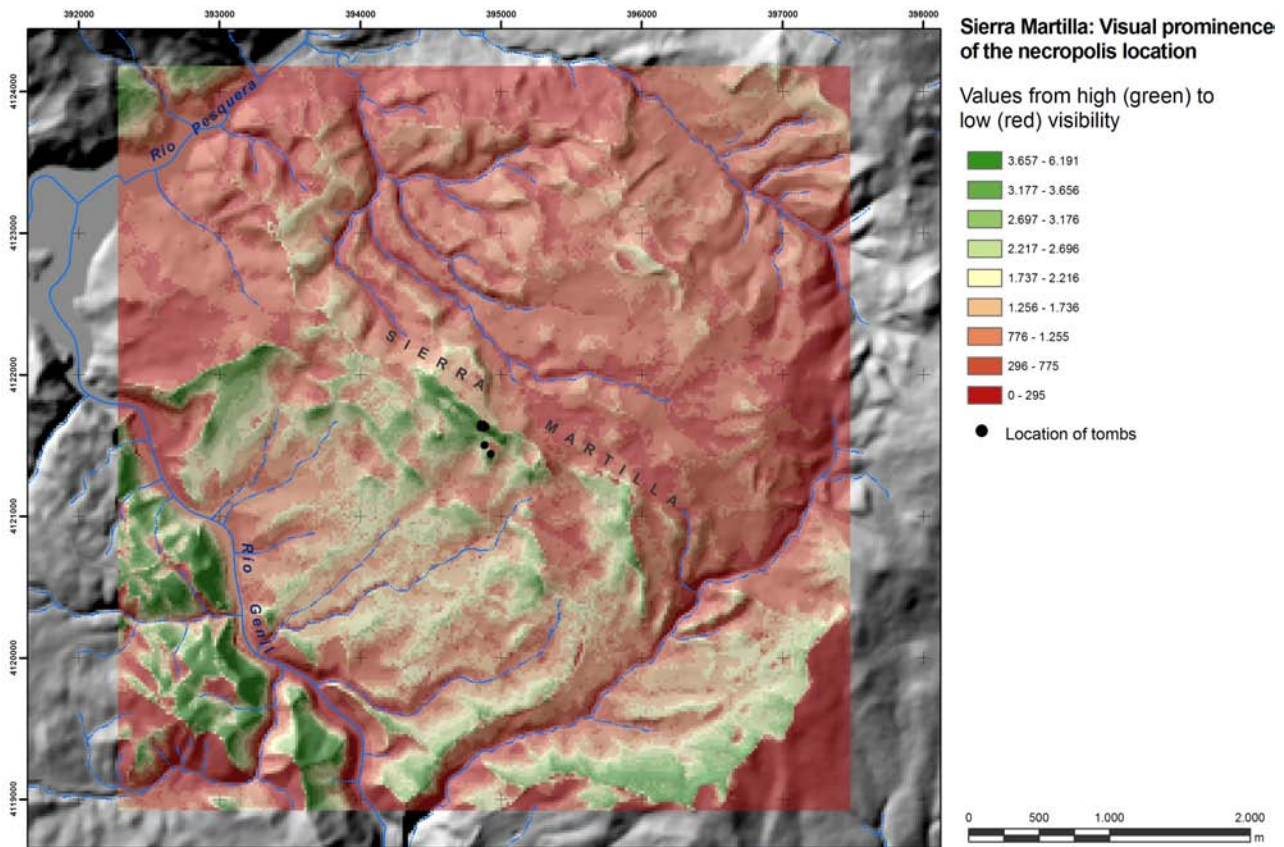 392000 393000 394000 395000 396000 397000 398000
Sierra Martilla: Visual prominence
of the necropolis location
Values from high (green) to
low (red) visibility
3.657 - 6.191
3.177 - 3.656
2.697 - 3.176
2.217 - 2.696
1.737 - 2.216
1.256 - 1.736
776 - 1.255
296 - 775
0 - 295
Location of tombs
4124000
4123000
4122000
4121000
4120000
4119000
Río Pesquera
SIERRA MARTILLA
Río Genil
0 500 1.000 2.000
m